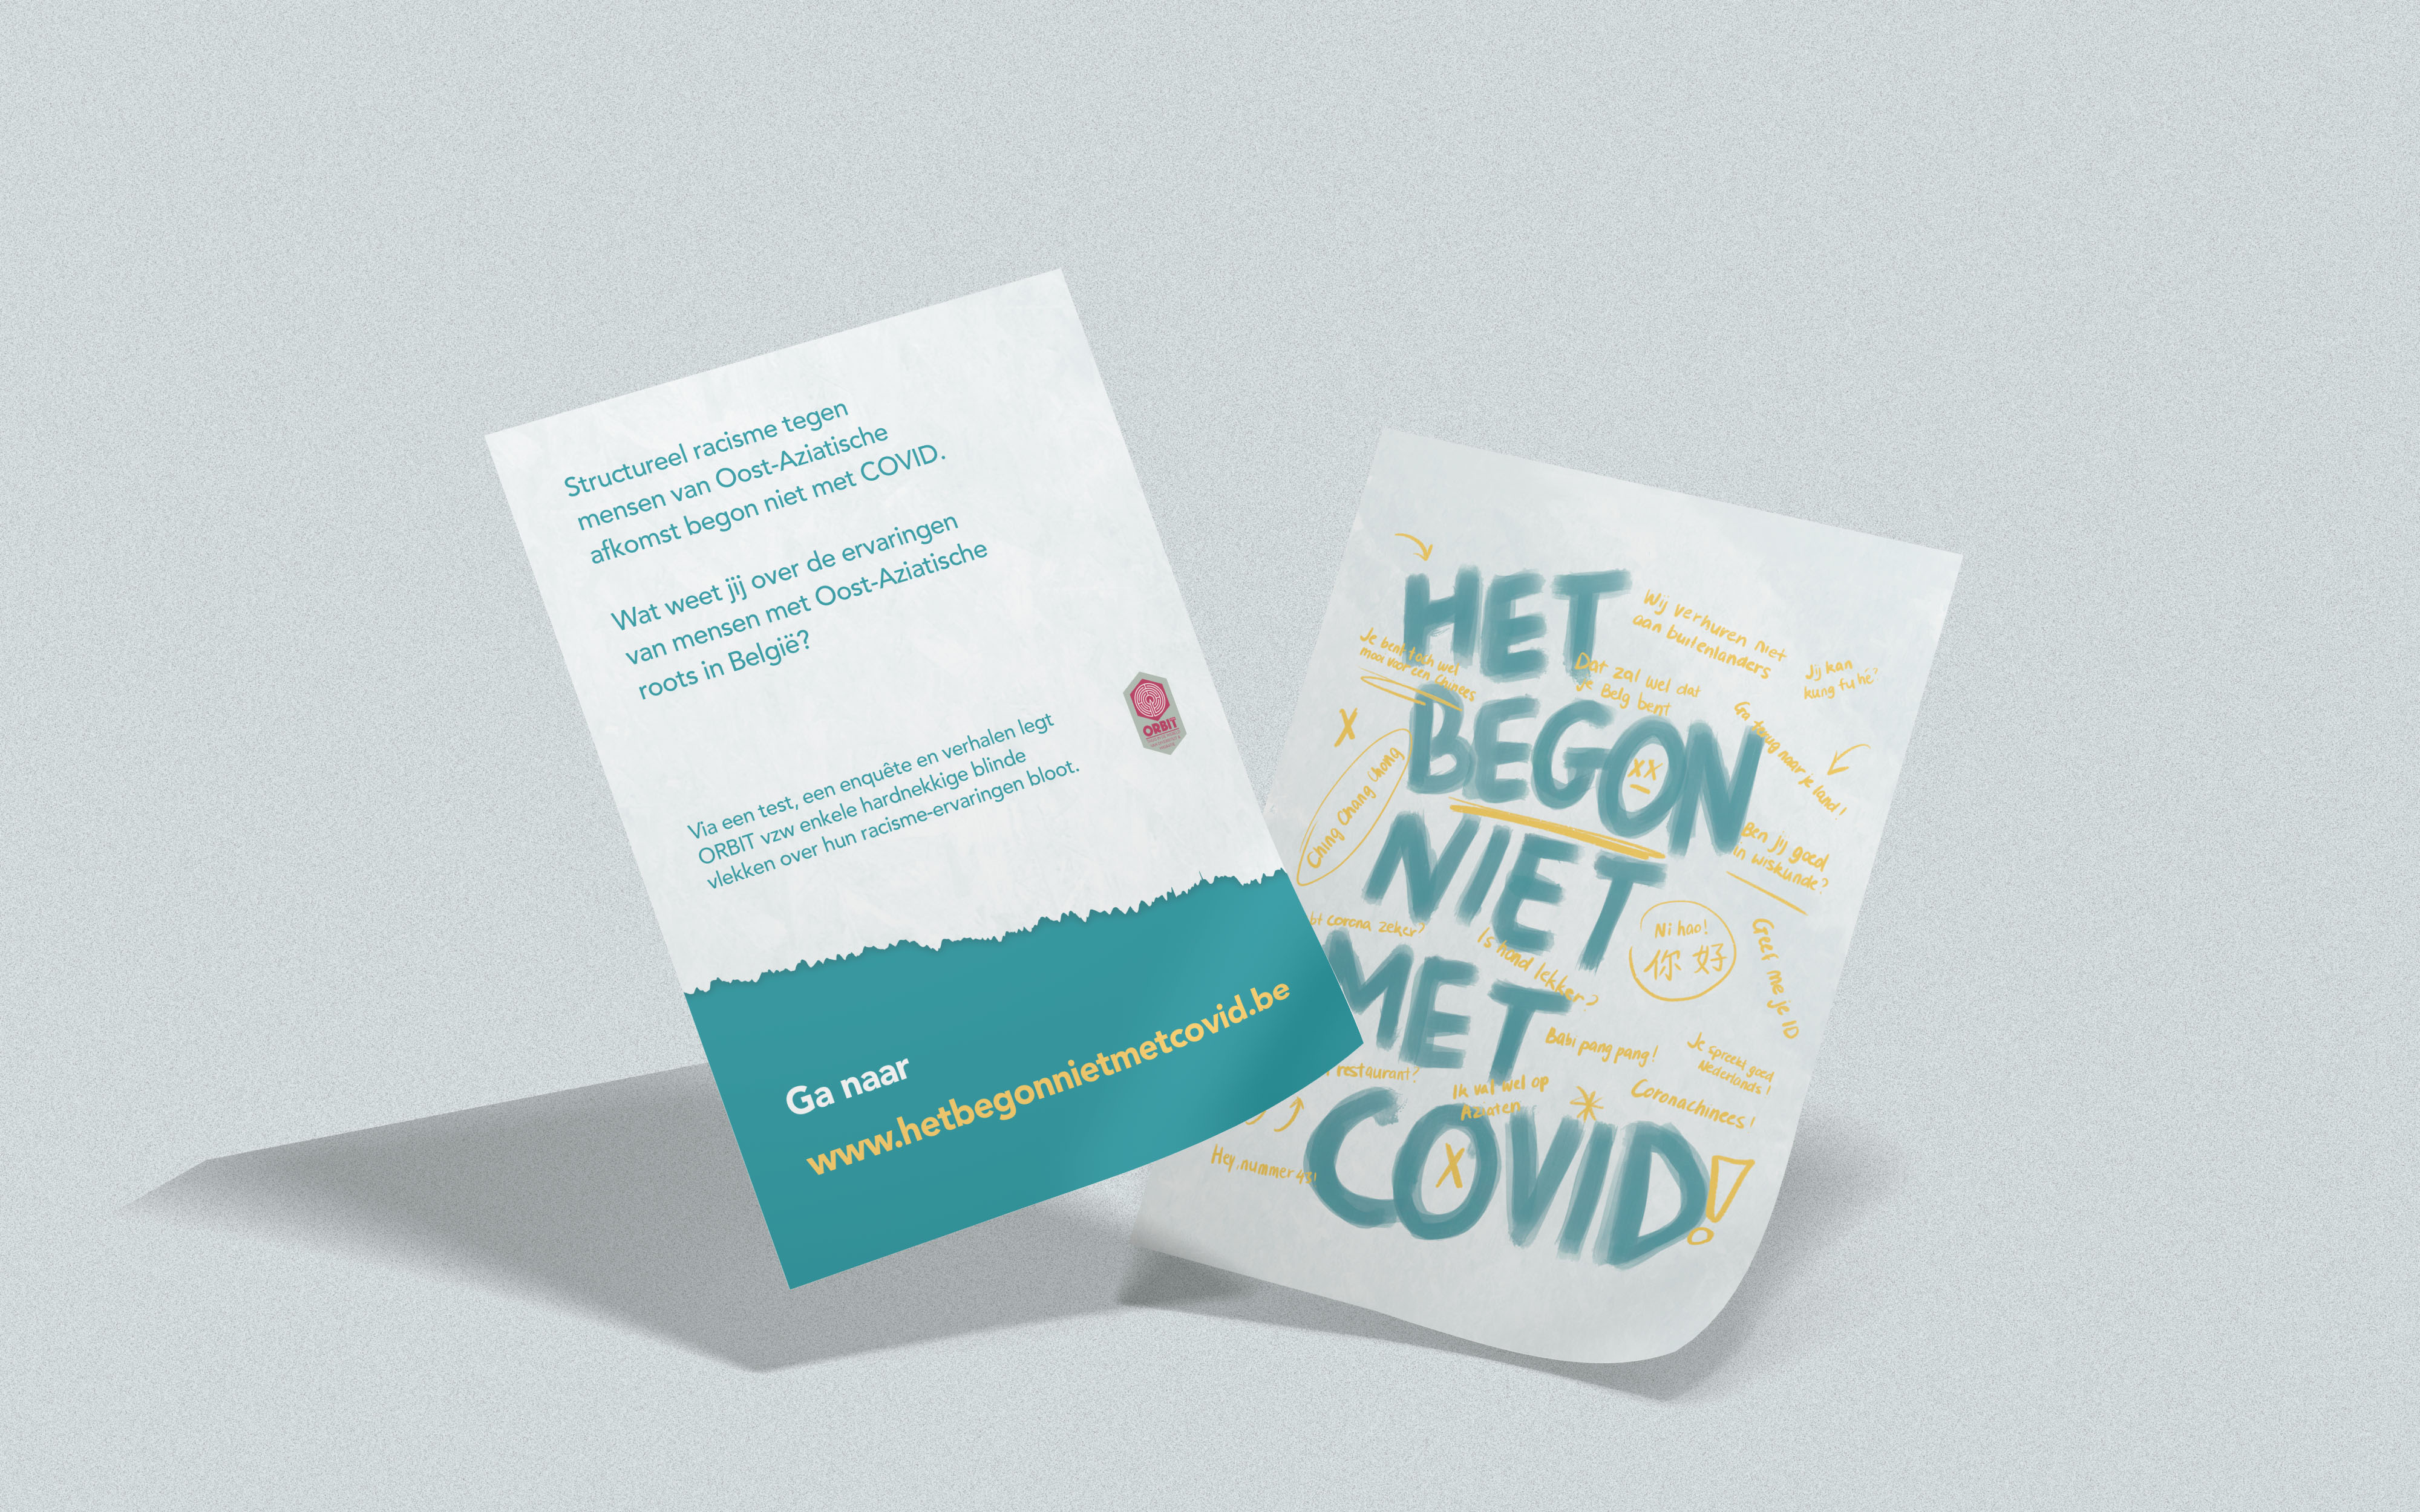 Structureel racisme tegen
mensen van Oost-Aziatische
afkomst begon niet met COVID.
Wat weet jij over de ervaringen
van mensen met Oost-Aziatische
roots in België?
Via een test, een enquête en verhalen legt
ORBIT vzw enkele hardnekkige blinde
vlekken over hun racisme-ervaringen bloot.
ORBIT
Ga naar
www.hetbegonnietmetcovid.be
HET
BEGON
NIET
MET
COVID!
Wij verhuren niet
aan buitenlanders
Je bent toch wel
mooi voor een Chinees
Dat zal wel dat
je Belg bent
Jij kan
kung fu hé?
Ga terug naar je land!
Ching Chang Chong
Ben jij goed
in wiskunde?
corona zeker?
Is hond lekker?
Ni hao!
你好
Geef me je ID
Babi pang pang!
Je spreekt goed
Nederlands!
restaurant?
Ik val wel op
Aziaten
Coronachinees!
Hey, nummer 43!